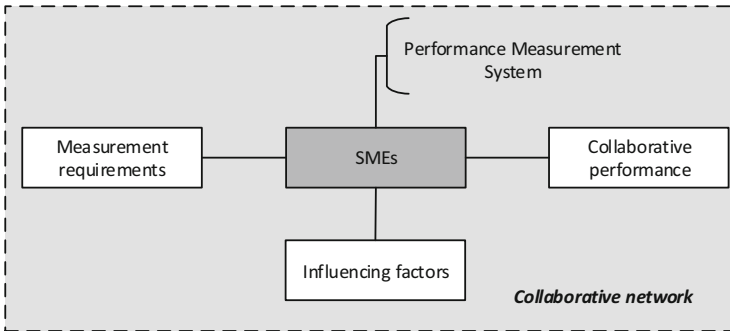 Performance Measurement
System
Measurement
requirements
SMEs
Collaborative
performance
Influencing factors
Collaborative network